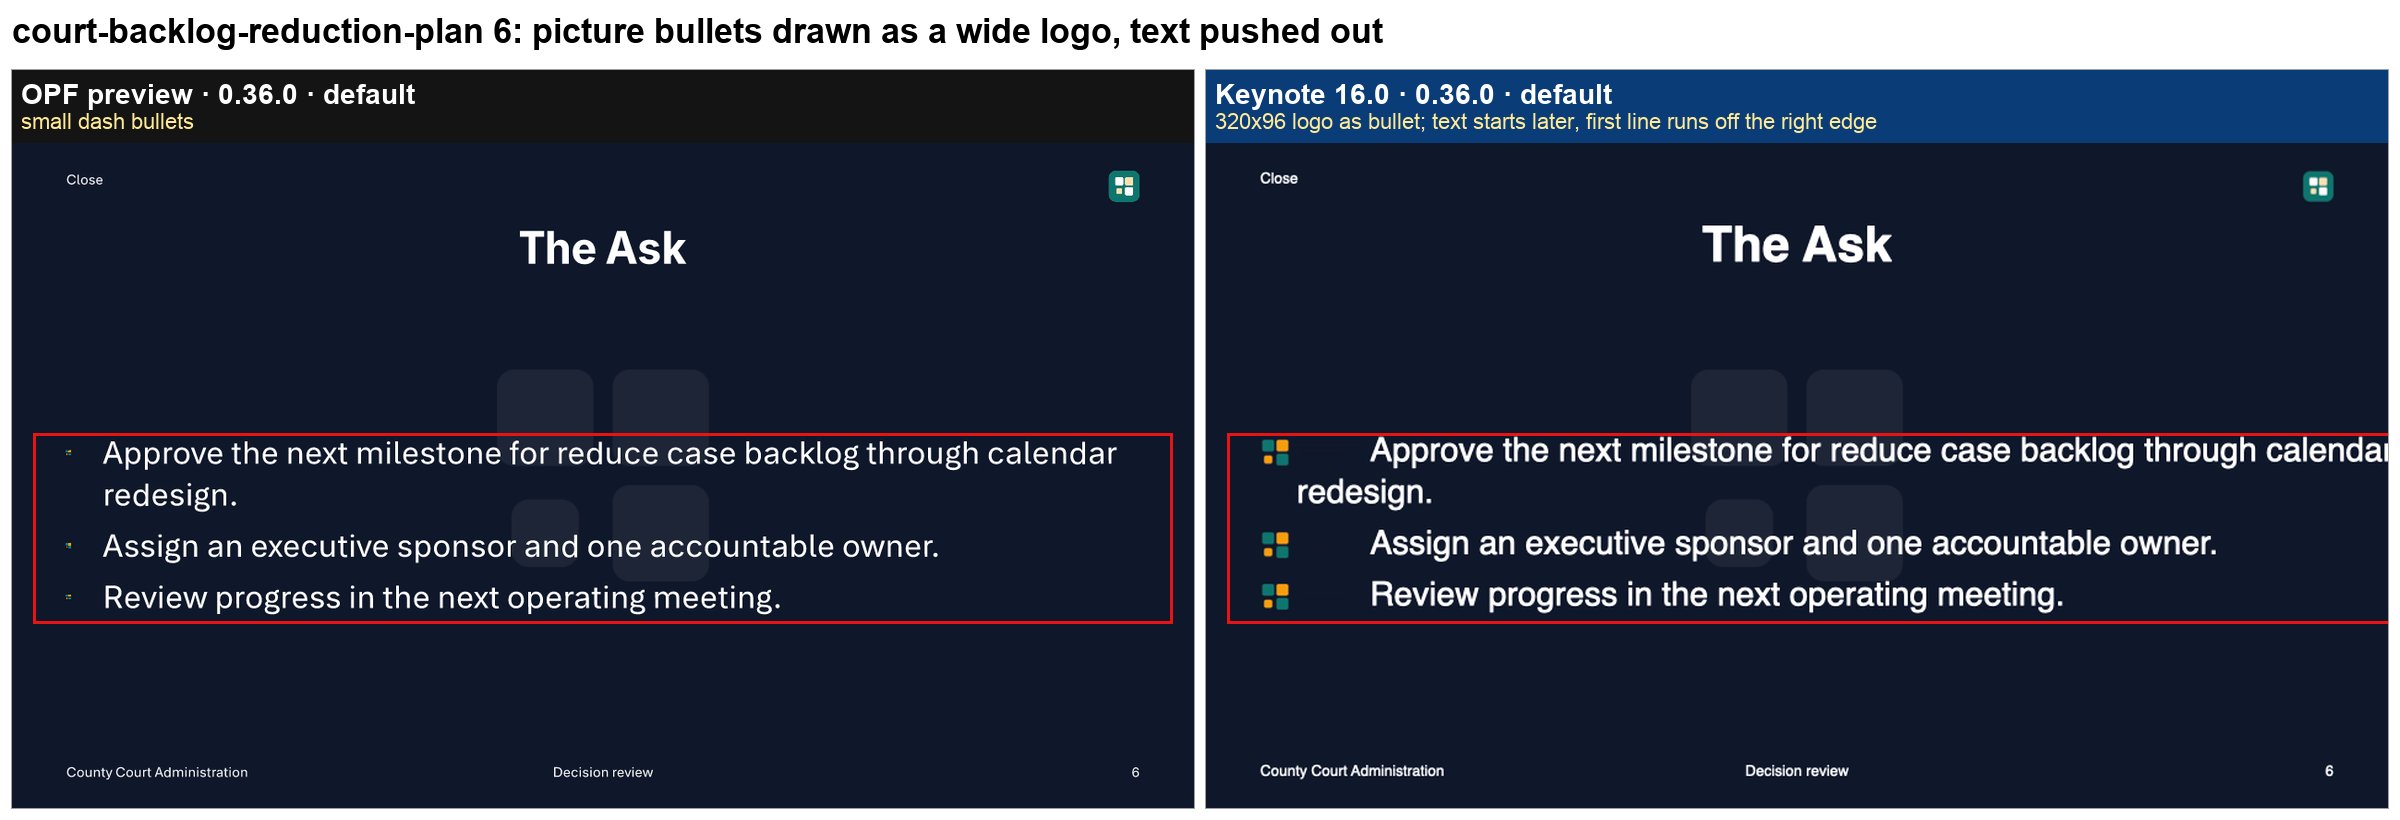 court-backlog-reduction-plan 6: picture bullets drawn as a wide logo, text pushed out
OPF preview · 0.36.0 · default
small dash bullets
Close
The Ask
Approve the next milestone for reduce case backlog through calendar
redesign.
Assign an executive sponsor and one accountable owner.
Review progress in the next operating meeting.
County Court Administration
Decision review
6
Keynote 16.0 · 0.36.0 · default
320x96 logo as bullet; text starts later, first line runs off the right edge
Close
The Ask
Approve the next milestone for reduce case backlog through calendar
redesign.
Assign an executive sponsor and one accountable owner.
Review progress in the next operating meeting.
County Court Administration
Decision review
6